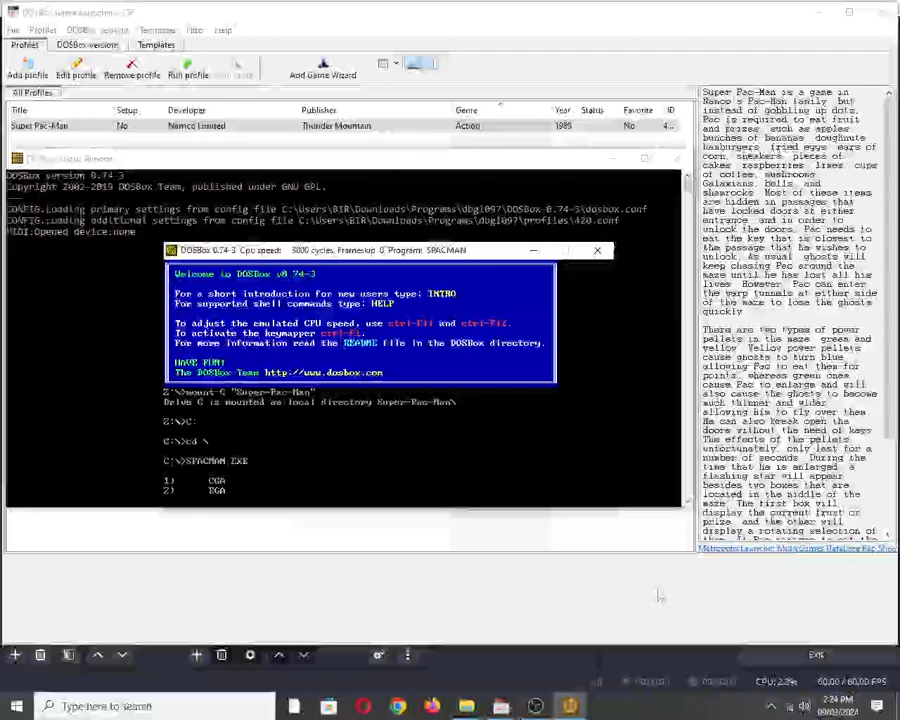 DOSBox Game Launcher
File Profiles DOSBox versions Templates Filter Help
Profiles DOSBox versions Templates
Add profile Edit profile Remove profile Run profile Add Game Wizard
All Profiles
Title Setup Developer Publisher Genre Year Status Favorite ID
Super Pac-Man No Namco Limited Thunder Mountain Action 1989 No 4...
DOSBox version 0.74-3
Copyright 2002-2019 DOSBox Team, published under GNU GPL.
---
CONFIG:Loading primary settings from config file C:\Users\BIR\Downloads\Programs\dbgl097\DOSBox-0.74-3\dosbox.conf
CONFIG:Loading additional settings from config file C:\Users\BIR\Downloads\Programs\dbgl097\profiles\420.conf
MIDI:Opened device:none
DOSBox 0.74-3 Cpu speed: 3000 cycles, Frameskip 0, Program: SPACMAN
Welcome to DOSBox v0.74-3
For a short introduction for new users type: INTRO
For supported shell commands type: HELP
To adjust the emulated CPU speed, use ctrl-F11 and ctrl-F12.
To activate the keymapper ctrl-F1.
For more information read the README file in the DOSBox directory.
HAVE FUN!
The DOSBox Team http://www.dosbox.com
Z:\>mount C "Super-Pac-Man"
Drive C is mounted as local directory Super-Pac-Man\
Z:\>C:
C:\>cd \
C:\>SPACMAN.EXE
1) CGA
2) EGA
Super Pac-Man is a game in
Namco's Pac-Man family but
instead of gobbling up dots,
Pac is required to eat fruit
and prizes such as apples
bunches of bananas doughnuts
hamburgers fried eggs ears of
corn, sneakers pieces of
cakes raspberries limes cups
of coffee, mushrooms
Galaxians, bells, and
shamrocks Most of these items
are hidden in passages that
have locked doors at either
entrance and in order to
unlock the doors, Pac needs to
eat the key that is closest to
the passage that he wishes to
unlock. As usual ghosts will
keep chasing Pac around the
maze until he has lost all his
lives However, Pac can enter
the warp tunnels at either side
of the maze to lose the ghosts
quickly
There are two types of power
pellets in the maze green and
yellow Yellow power pellets
cause ghosts to turn blue
allowing Pac to eat them for
points, whereas green ones
cause Pac to enlarge and will
also cause the ghosts to become
much thinner and wider
allowing him to fly over them.
He can also break open the
doors without the need of keys
The effects of the pellets
unfortunately only last for a
number of seconds During the
time that he is enlarged a
flashing star will appear
besides two boxes that are
located in the middle of the
maze. The first box will
display the current fruit or
prize, and the other will
display a rotating selection of
Exit
CPU: 2.2% 60.00 / 60.00 FPS
Type here to search
2:24 PM
09/02/2024